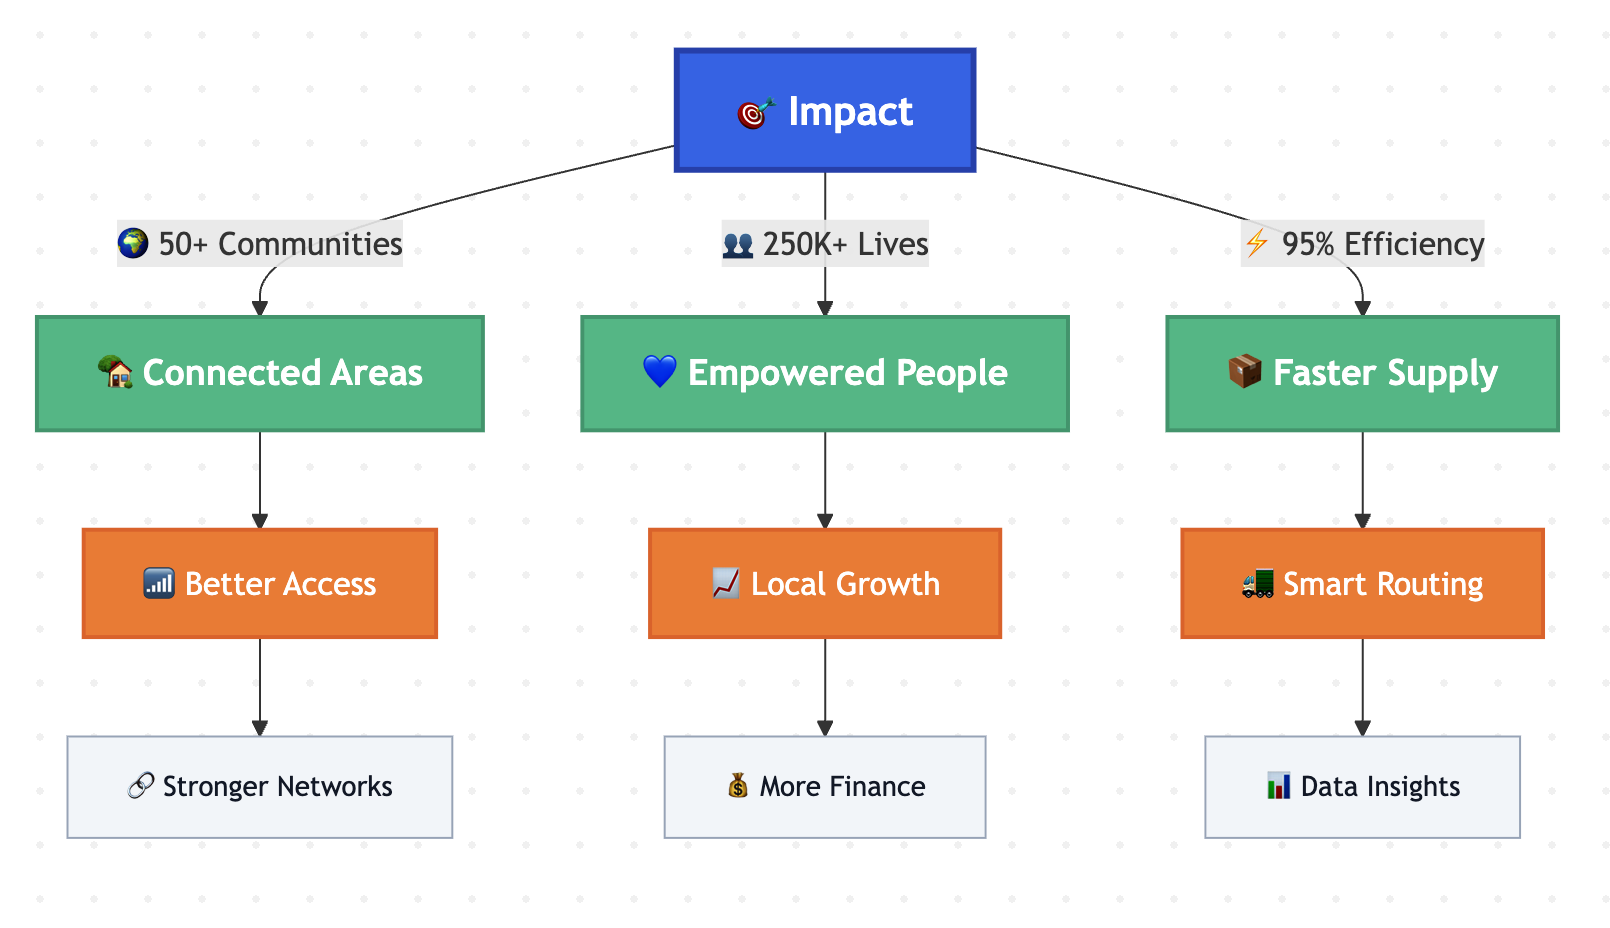 🎯 Impact
🌍 50+ Communities
👥 250K+ Lives
⚡ 95% Efficiency
🏡 Connected Areas
💙 Empowered People
📦 Faster Supply
📶 Better Access
📈 Local Growth
🚚 Smart Routing
🔗 Stronger Networks
💰 More Finance
📊 Data Insights